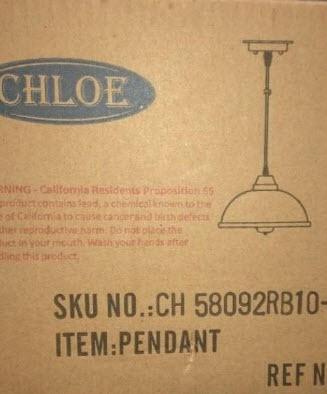 CHLOE
RNING - California Residents Proposition 65
product contains lead, a chemical known to the
e of California to cause cancer and birth defects
ther reproductive harm. Do not place the
duct in your mouth. Wash your hands after
dling this product.
SKU NO.:CH 58092RB10-
ITEM:PENDANT
REF N